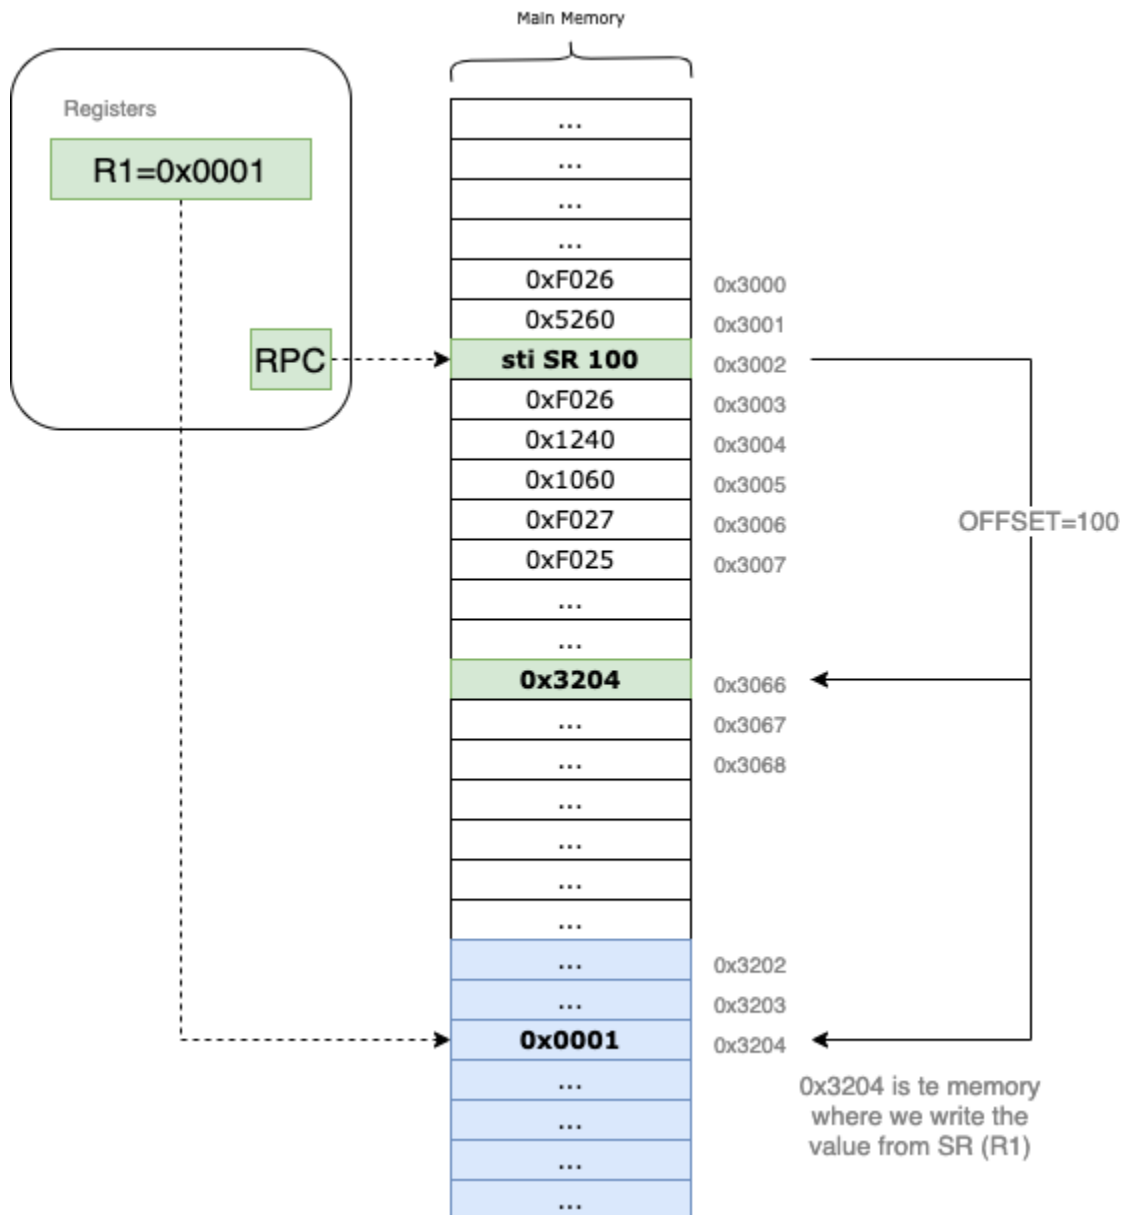 Main Memory
Registers
R1=0x0001
RPC
...
...
...
...
0xF026 0x3000
0x5260 0x3001
sti SR 100 0x3002
0xF026 0x3003
0x1240 0x3004
0x1060 0x3005
0xF027 0x3006
OFFSET=100
0xF025 0x3007
...
...
0x3204 0x3066
... 0x3067
... 0x3068
...
...
...
...
... 0x3202
... 0x3203
0x0001 0x3204
...
...
...
...
0x3204 is te memory
where we write the
value from SR (R1)